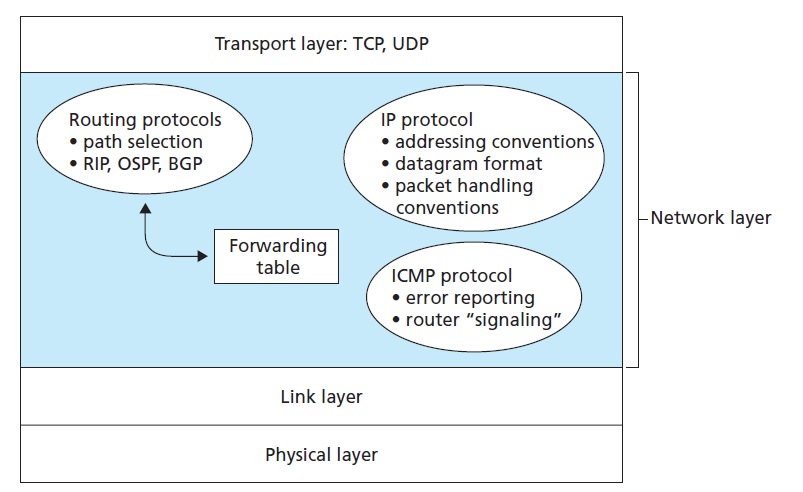 Transport layer: TCP, UDP
Routing protocols
• path selection
• RIP, OSPF, BGP
IP protocol
• addressing conventions
• datagram format
• packet handling
conventions
Network layer
Forwarding
table
ICMP protocol
• error reporting
• router “signaling”
Link layer
Physical layer